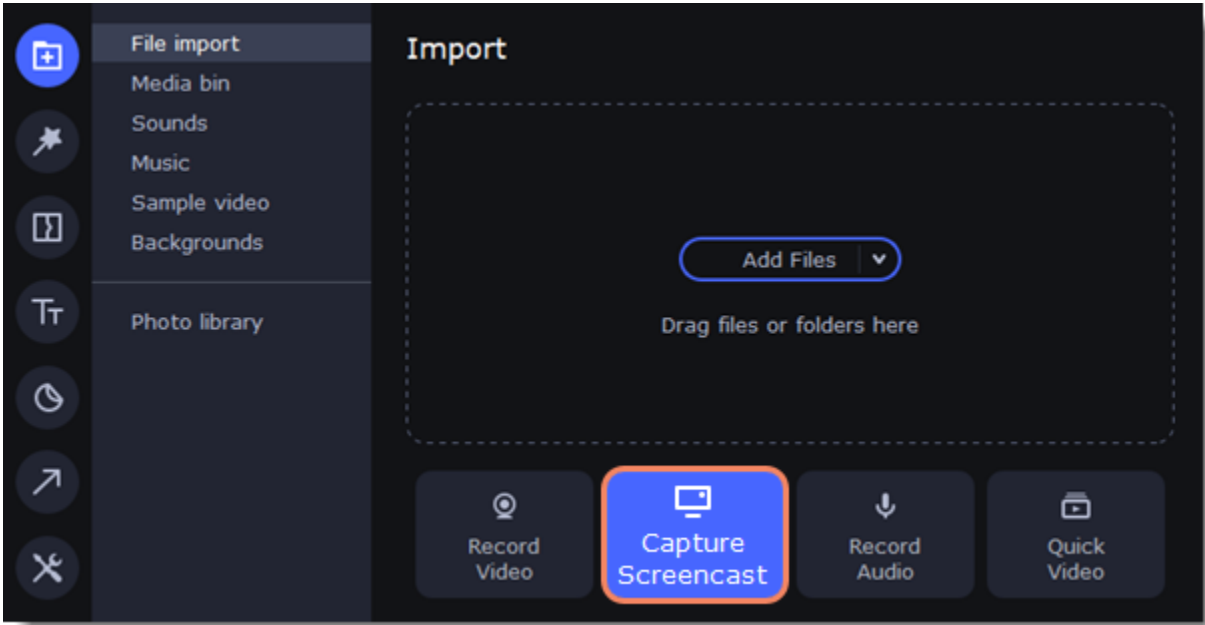 File import
Media bin
Sounds
Music
Sample video
Backgrounds
Photo library
Import
Add Files
Drag files or folders here
Record
Video
Capture
Screencast
Record
Audio
Quick
Video
Tт